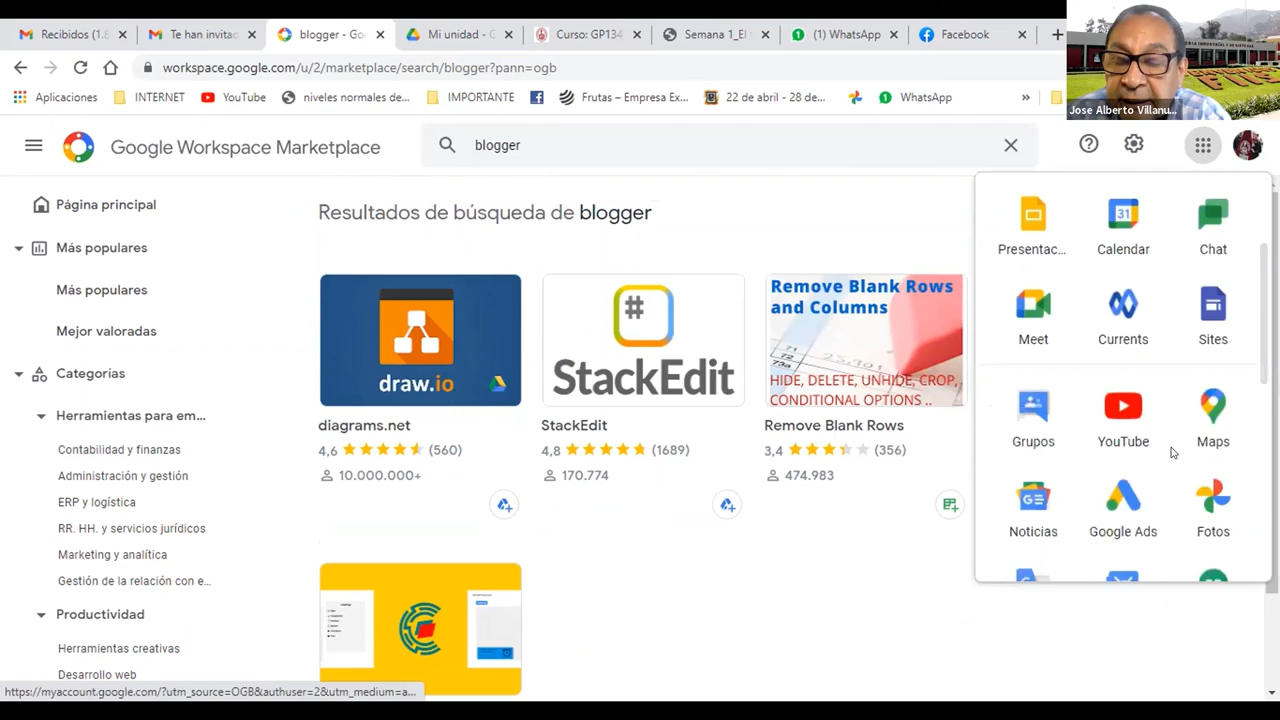 Recibidos (1.6
Te han invitado
blogger - Goo
Mi unidad - G
Curso: GP134
Semana 1_El
(1) WhatsApp
Facebook
workspace.google.com/u/2/marketplace/search/blogger
Jose Alberto Villanu...
Aplicaciones
INTERNET
YouTube
niveles normales de...
IMPORTANTE
Frutas – Empresa Ex...
22 de abril - 28 de...
WhatsApp
Google Workspace Marketplace
blogger
Página principal
Más populares
Más populares
Mejor valoradas
Categorias
Herramientas para em...
Contabilidad y finanzas
Administración y gestión
ERP y logística
RR. HH. y servicios jurídicos
Marketing y analítica
Gestión de la relación con e...
Productividad
Herramientas creativas
Desarrollo web
https://myaccount.google.com/?utm_source=OGB&authuser=2&utm_medium=a...
Resultados de búsqueda de blogger
draw.io
diagrams.net
4,6 (560)
10.000.000+
#
StackEdit
StackEdit
4,8 (1689)
170.774
Remove Blank Rows
and Columns
HIDE, DELETE, UNHIDE, CROP,
CONDITIONAL OPTIONS ..
Remove Blank Rows
3,4 (356)
474.983
Presentac...
31
Calendar
Chat
Meet
Currents
Sites
Grupos
YouTube
Maps
Noticias
Google Ads
Fotos